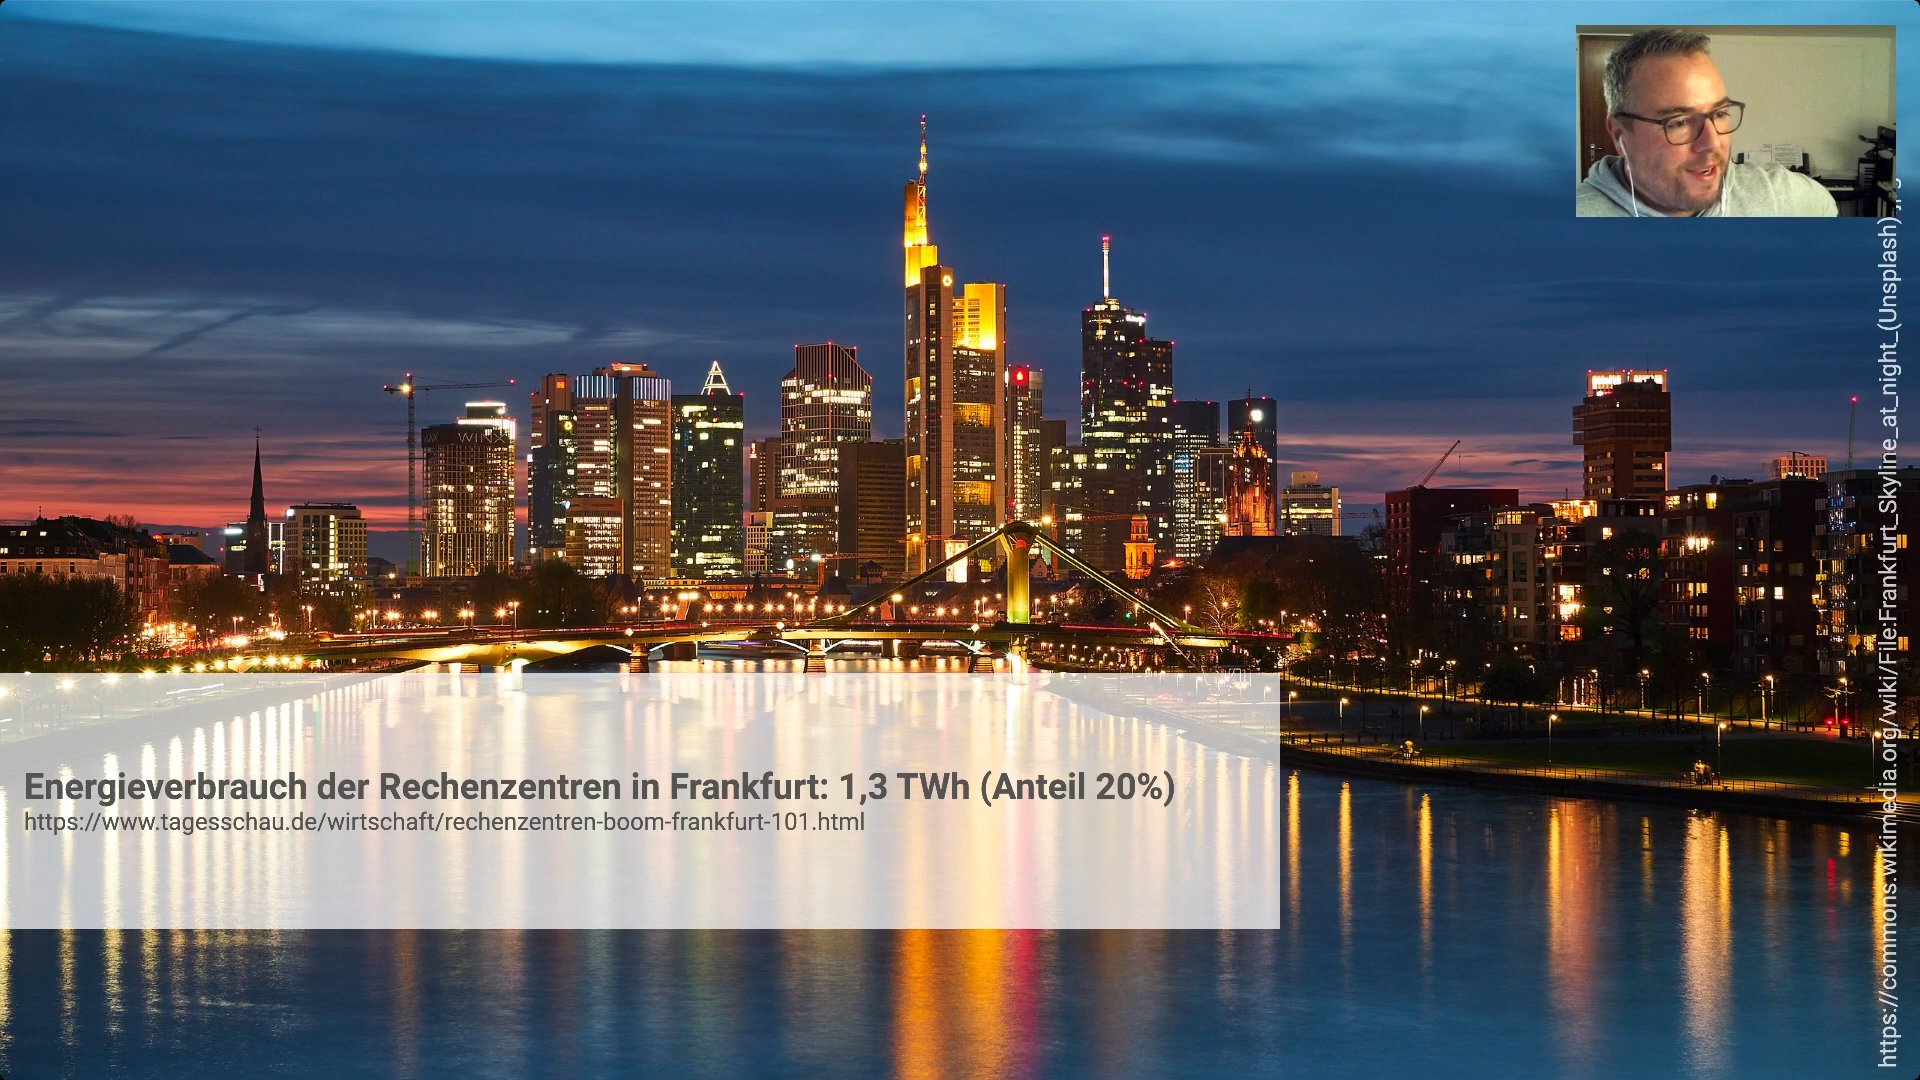 Energieverbrauch der Rechenzentren in Frankfurt: 1,3 TWh (Anteil 20%)
https://www.tagesschau.de/wirtschaft/rechenzentren-boom-frankfurt-101.html
https://commons.wikimedia.org/wiki/File:Frankfurt_Skyline_at_night_(Unsplash)
WINX